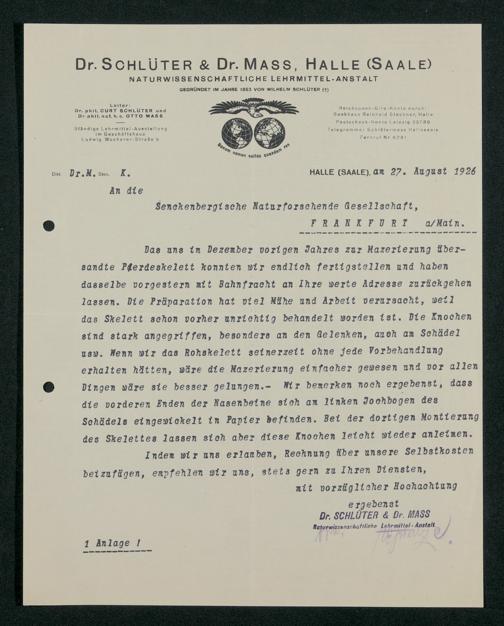 Dr. SCHLÜTER & Dr. MASS, HALLE (SAALE)
NATURWISSENSCHAFTLICHE LEHRMITTEL-ANSTALT
GEGRÜNDET IM JAHRE 1853 VON WILHELM SCHLÜTER (†)
Leiter:
Dr. phil. CURT SCHLÜTER und
Dr. phil. nat. h. c. OTTO MASS
Ständige Lehrmittel-Ausstellung
im Geschäftshaus
Ludwig Wucherer-Straße 9
Reichsbank-Giro-Konto durch:
Bankhaus Reinhold Steckner, Halle
Postscheck-Konto Leipzig
Telegramme: Schlütermass Hallesaale
Fernruf Nr. 6781
Dikt. Dr.M. Sten. K.
HALLE (SAALE), am 27. August 1926
An die
Senckenbergische Naturforschende Gesellschaft,
FRANKFURT a/Main.
Das uns in Dezember vorigen Jahres zur Mazerierung über-
sandte Pferdeskelett konnten wir endlich fertigstellen und haben
dasselbe vorgestern mit Bahnfracht an Ihre werte Adresse zurückgehen
lassen. Die Präparation hat viel Mühe und Arbeit verursacht, weil
das Skelett schon vorher unrichtig behandelt worden ist. Die Knochen
sind stark angegriffen, besonders an den Gelenken, auch am Schädel
usw. Wenn wir das Rohskelett seinerzeit ohne jede Vorbehandlung
erhalten hätten, wäre die Mazerierung einfacher gewesen und vor allen
Dingen wäre sie besser gelungen.- Wir bemerken noch ergebenst, dass
die vorderen Enden der Nasenbeine sich am linken Jochbogen des
Schädels eingewickelt in Papier befinden. Bei der dortigen Montierung
des Skelettes lassen sich aber diese Knochen leicht wieder anleimen.
Indem wir uns erlauben, Rechnung über unsere Selbstkosten
beizufügen, empfehlen wir uns, stets gern zu Ihren Diensten,
mit vorzüglicher Hochachtung
ergebenst
Dr. SCHLÜTER & Dr. MASS
Naturwissenschaftliche Lehrmittel-Anstalt
1 Anlage !